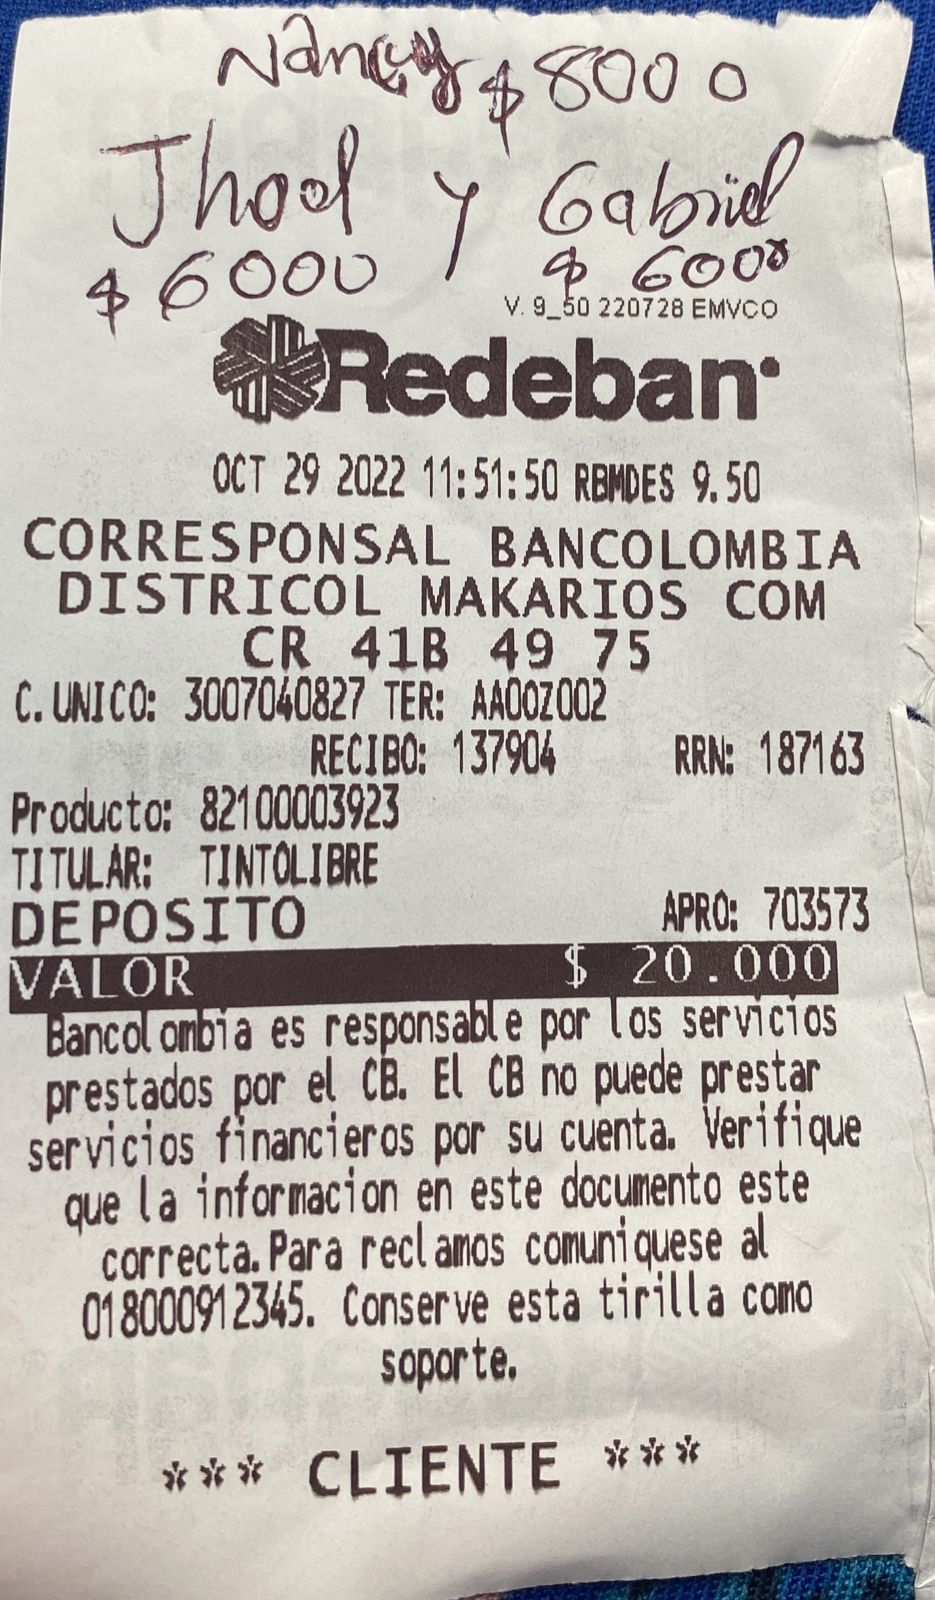 Nancy $8000
Jhoel y Gabriel
$6000 $ 6000
V. 9_50 220728 EMVCO
Redeban
OCT 29 2022 11:51:50 RBMDES 9.50
CORRESPONSAL BANCOLOMBIA
DISTRICOL MAKARIOS COM
CR 41B 49 75
C. UNICO: 3007040827 TER: AA00Z002
RECIBO: 137904 RRN: 187163
Producto: 82100003923
TITULAR: TINTOLIBRE
DEPOSITO APRO: 703573
VALOR $ 20.000
Bancolombia es responsable por los servicios
prestados por el CB. El CB no puede prestar
servicios financieros por su cuenta. Verifique
que la informacion en este documento este
correcta.Para reclamos comuniquese al
018000912345. Conserve esta tirilla como
soporte.
*** CLIENTE ***